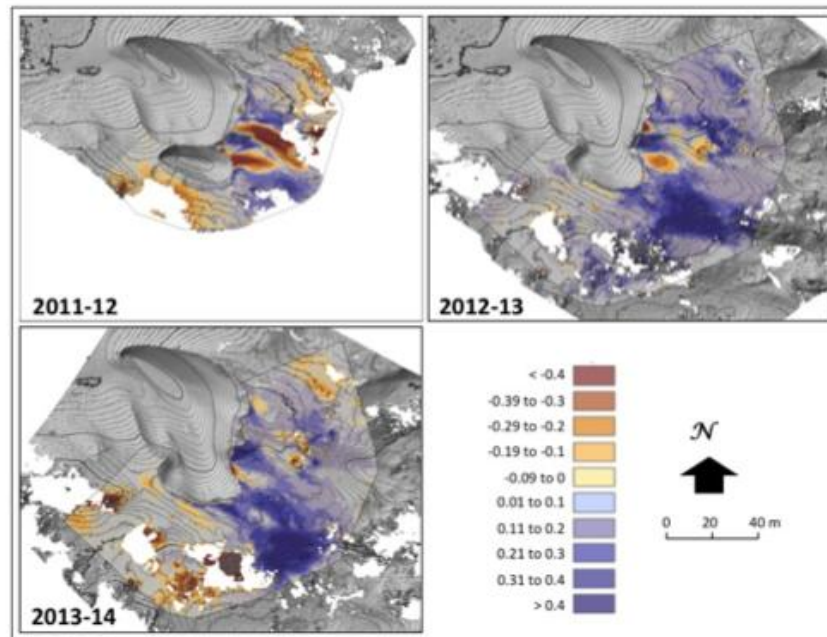 2011-12
2012-13
2013-14
< -0.4
-0.39 to -0.3
-0.29 to -0.2
-0.19 to -0.1
-0.09 to 0
0.01 to 0.1
0.11 to 0.2
0.21 to 0.3
0.31 to 0.4
> 0.4
N
0 20 40 m